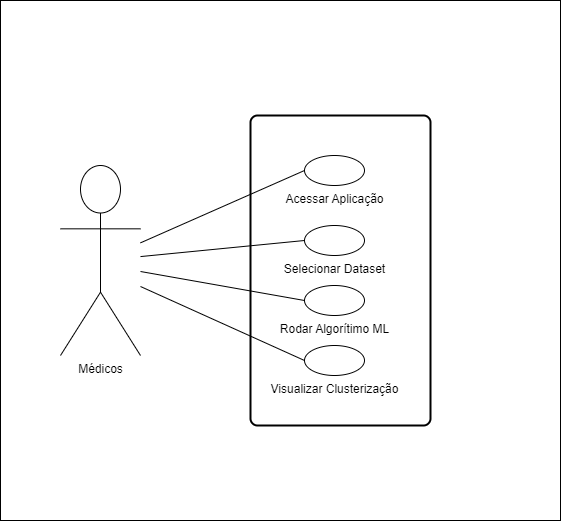 Acessar Aplicação
Selecionar Dataset
Rodar Algorítimo ML
Médicos
Visualizar Clusterização